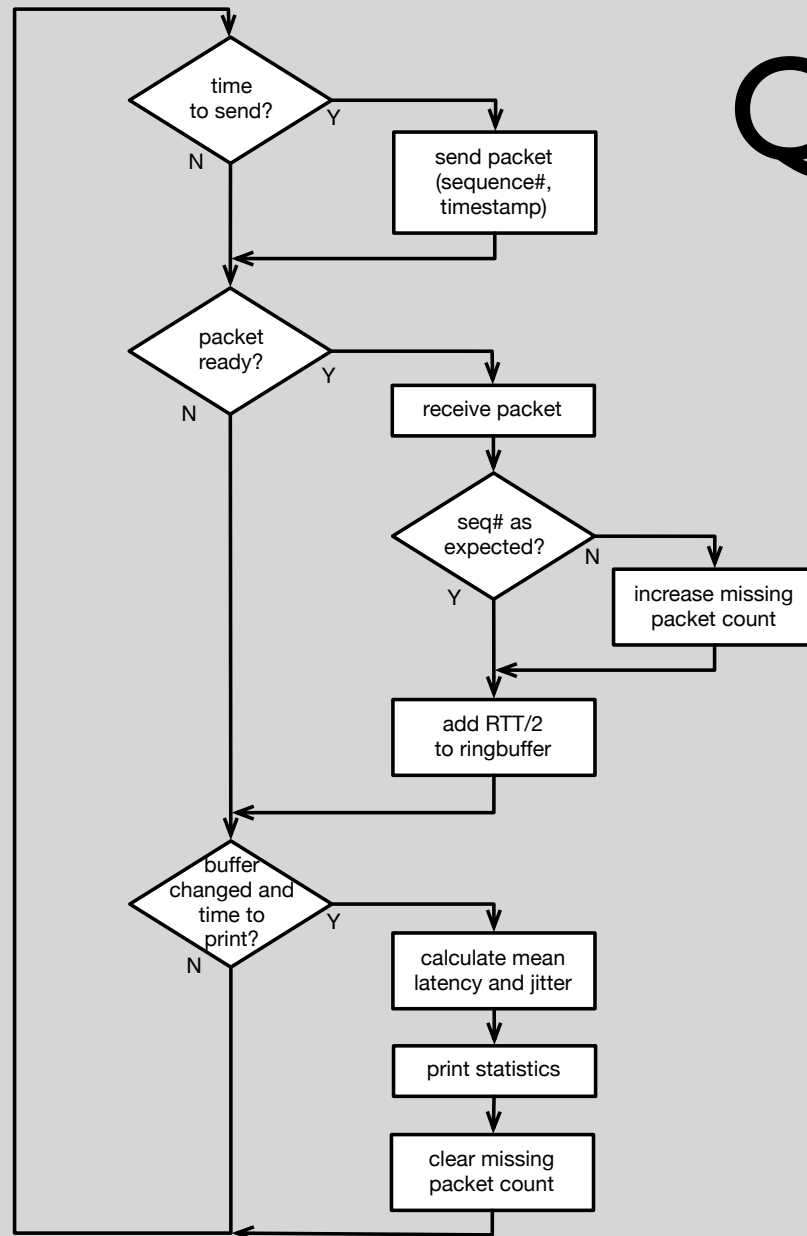 time
to send?
Y
N
send packet
(sequence#,
timestamp)
packet
ready?
Y
N
receive packet
seq# as
expected?
N
Y
increase missing
packet count
add RTT/2
to ringbuffer
buffer
changed and
time to
print?
Y
N
calculate mean
latency and jitter
print statistics
clear missing
packet count